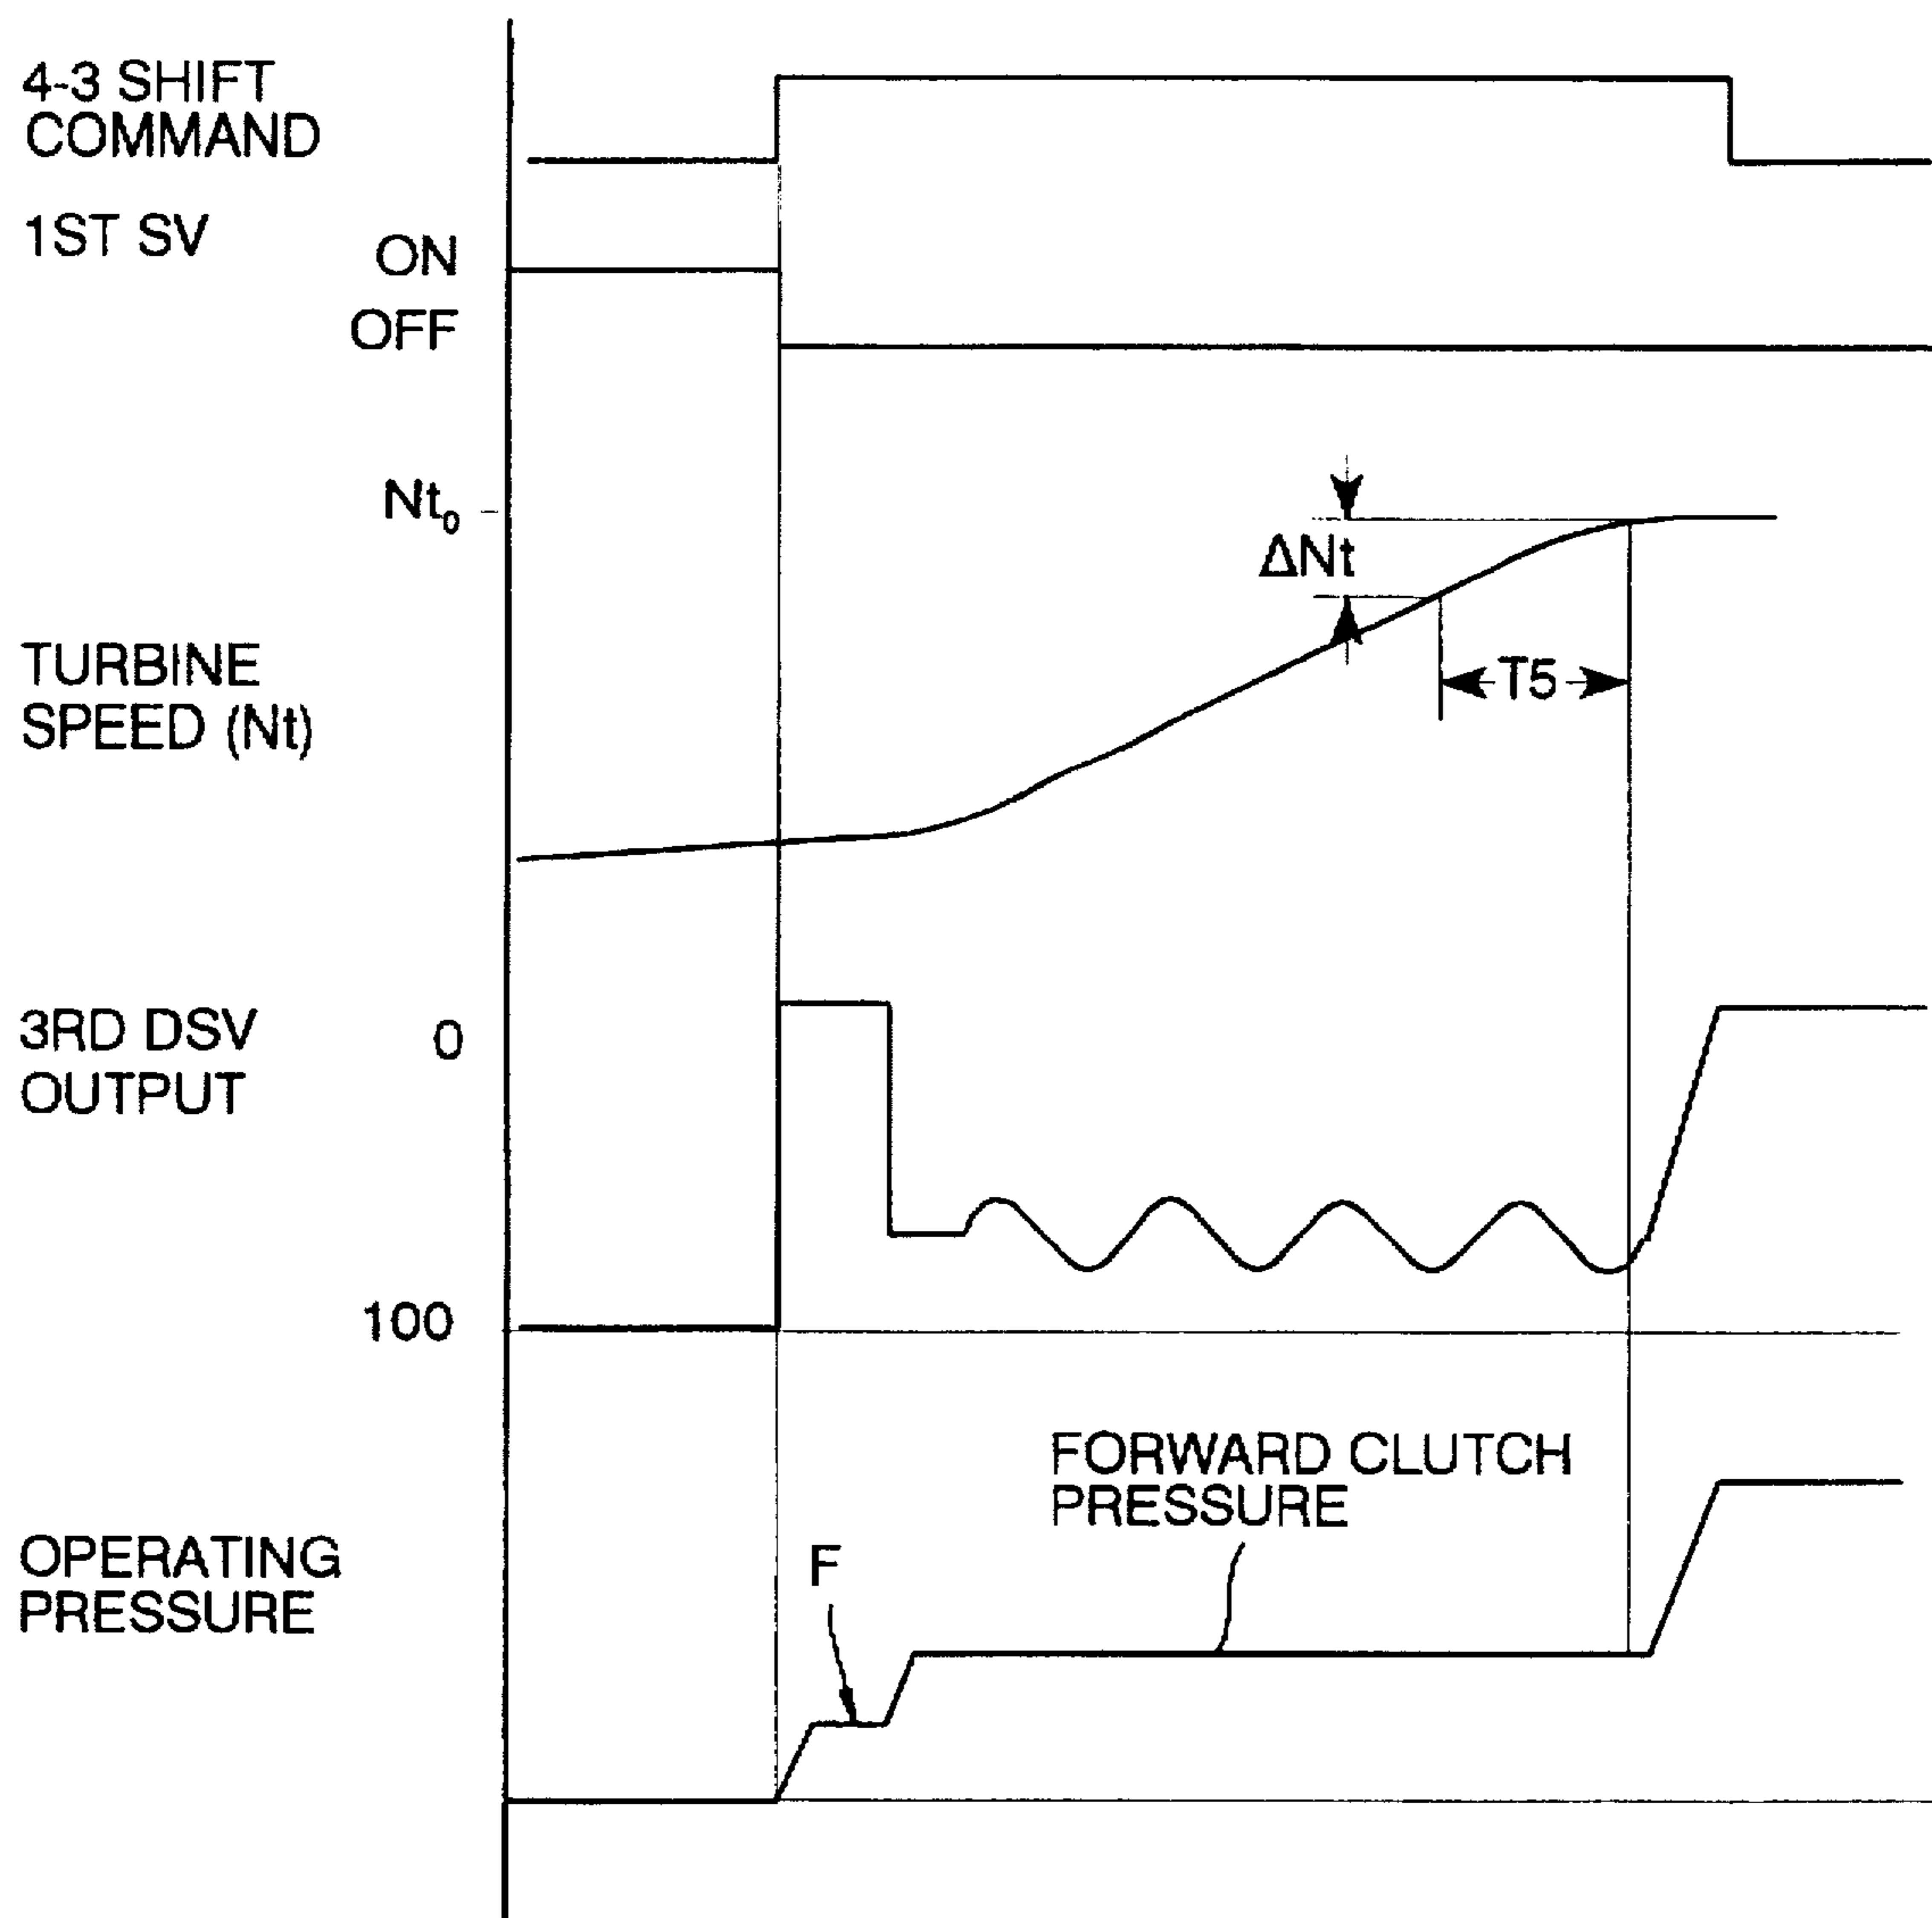 4-3 SHIFT
COMMAND
1ST SV
ON
OFF
Nt₀
ΔNt
T5
TURBINE
SPEED (Nt)
3RD DSV
OUTPUT
0
100
FORWARD CLUTCH
PRESSURE
F
OPERATING
PRESSURE